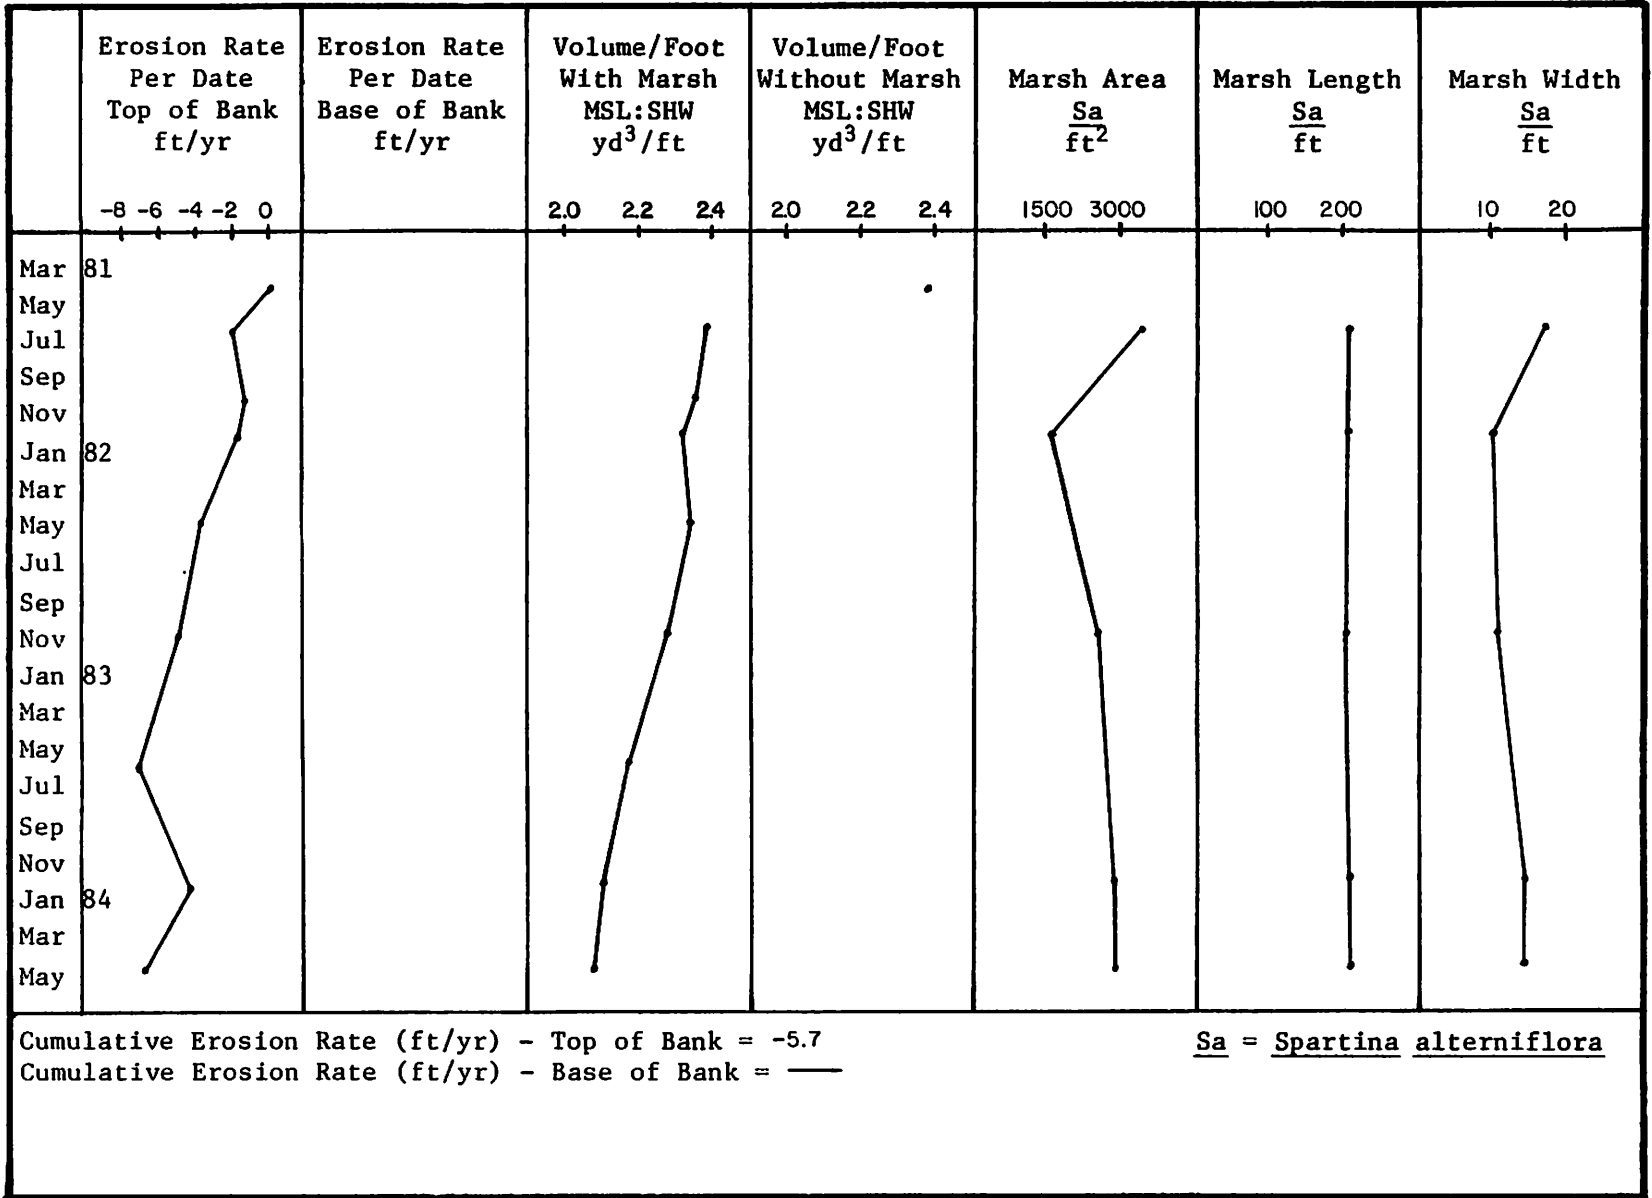 Erosion Rate
Per Date
Top of Bank
ft/yr
Erosion Rate
Per Date
Base of Bank
ft/yr
Volume/Foot
With Marsh
MSL:SHW
yd³/ft
Volume/Foot
Without Marsh
MSL:SHW
yd³/ft
Marsh Area
Sa
ft²
Marsh Length
Sa
ft
Marsh Width
Sa
ft
-8 -6 -4 -2 0
2.0 2.2 2.4
2.0 2.2 2.4
1500 3000
100 200
10 20
Mar 81
May
Jul
Sep
Nov
Jan 82
Mar
May
Jul
Sep
Nov
Jan 83
Mar
May
Jul
Sep
Nov
Jan 84
Mar
May
Cumulative Erosion Rate (ft/yr) - Top of Bank = -5.7
Cumulative Erosion Rate (ft/yr) - Base of Bank = —
Sa = Spartina alterniflora